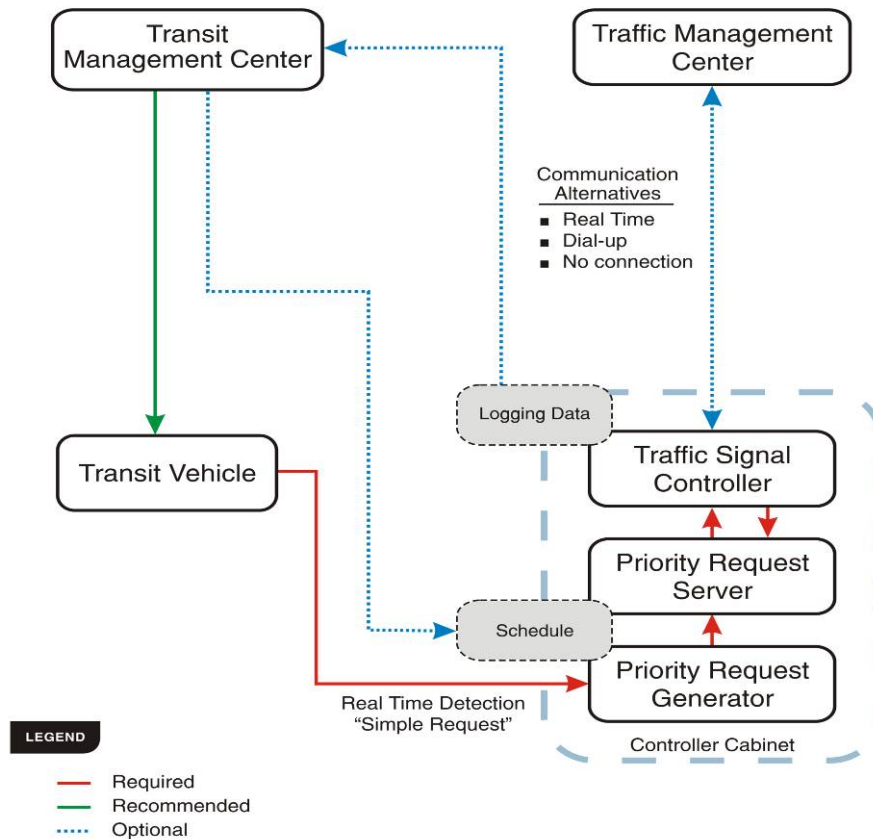 Transit
Management Center
Traffic Management
Center
Communication
Alternatives
Real Time
Dial-up
No connection
Logging Data
Traffic Signal
Controller
Transit Vehicle
Priority Request
Server
Schedule
Priority Request
Generator
Real Time Detection
“Simple Request”
Controller Cabinet
LEGEND
Required
Recommended
Optional